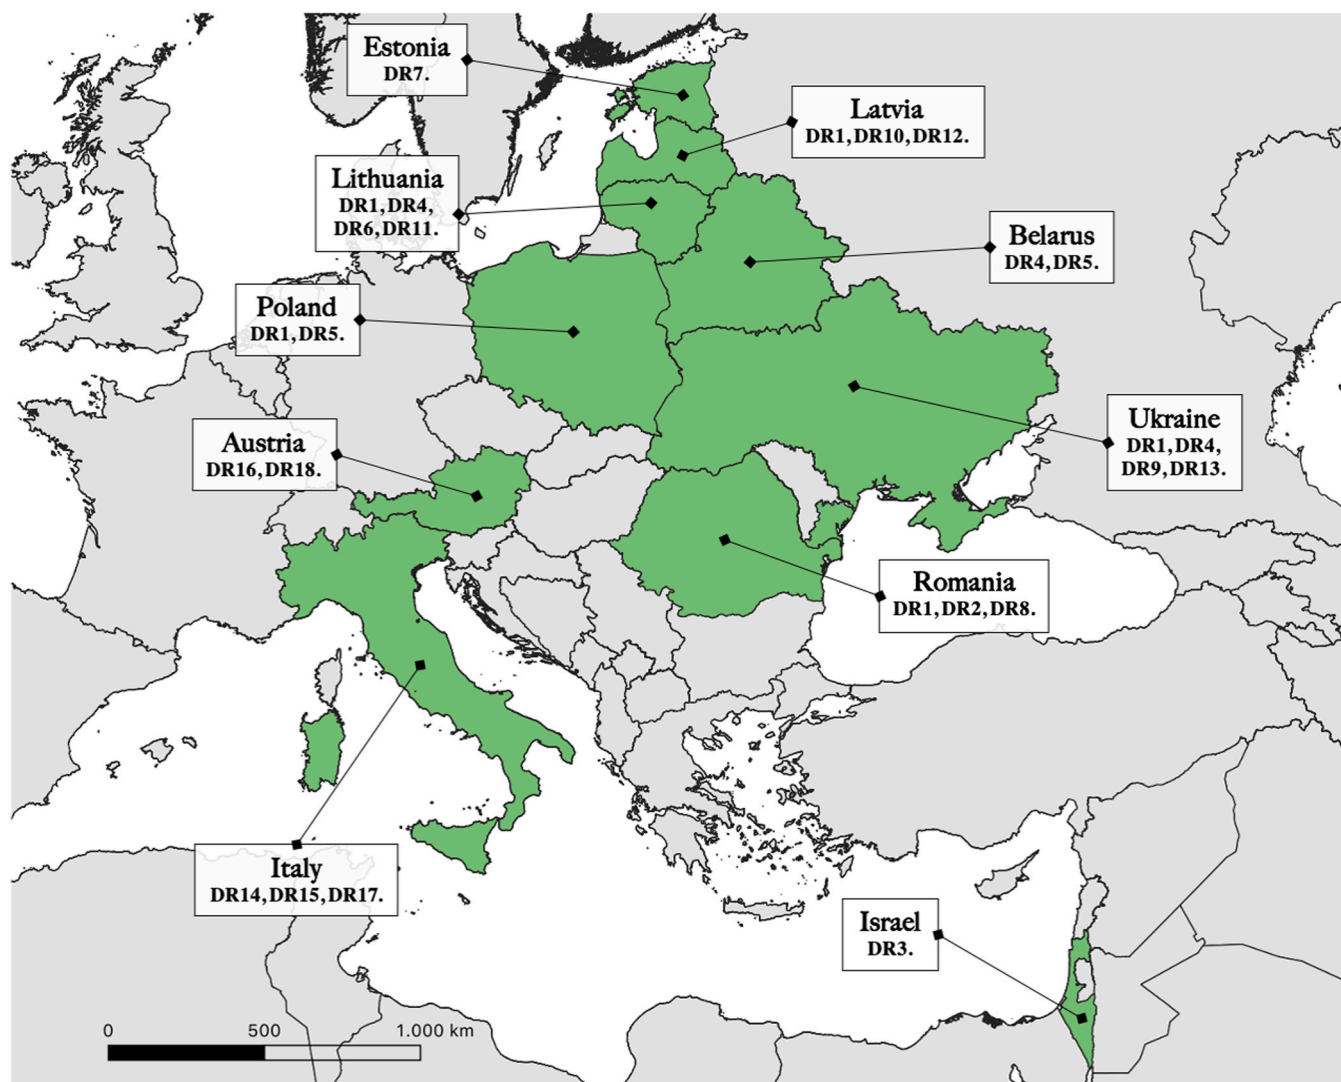 Estonia
DR7.
Latvia
DR1,DR10,DR12.
Lithuania
DR1,DR4,
DR6,DR11.
Belarus
DR4,DR5.
Poland
DR1,DR5.
Ukraine
DR1,DR4,
DR9,DR13.
Austria
DR16,DR18.
Romania
DR1,DR2,DR8.
Italy
DR14,DR15,DR17.
Israel
DR3.
0 500 1.000 km